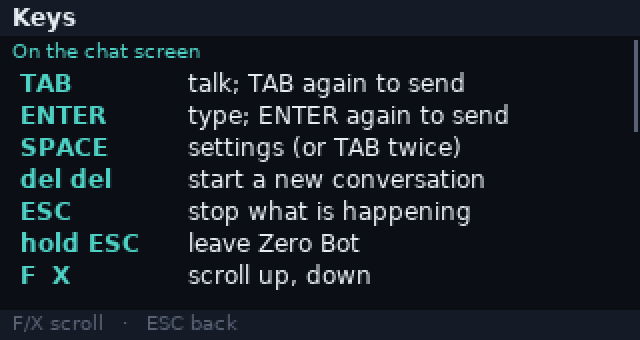 Keys
On the chat screen
TAB talk; TAB again to send
ENTER type; ENTER again to send
SPACE settings (or TAB twice)
del del start a new conversation
ESC stop what is happening
hold ESC leave Zero Bot
F X scroll up, down
F/X scroll · ESC back